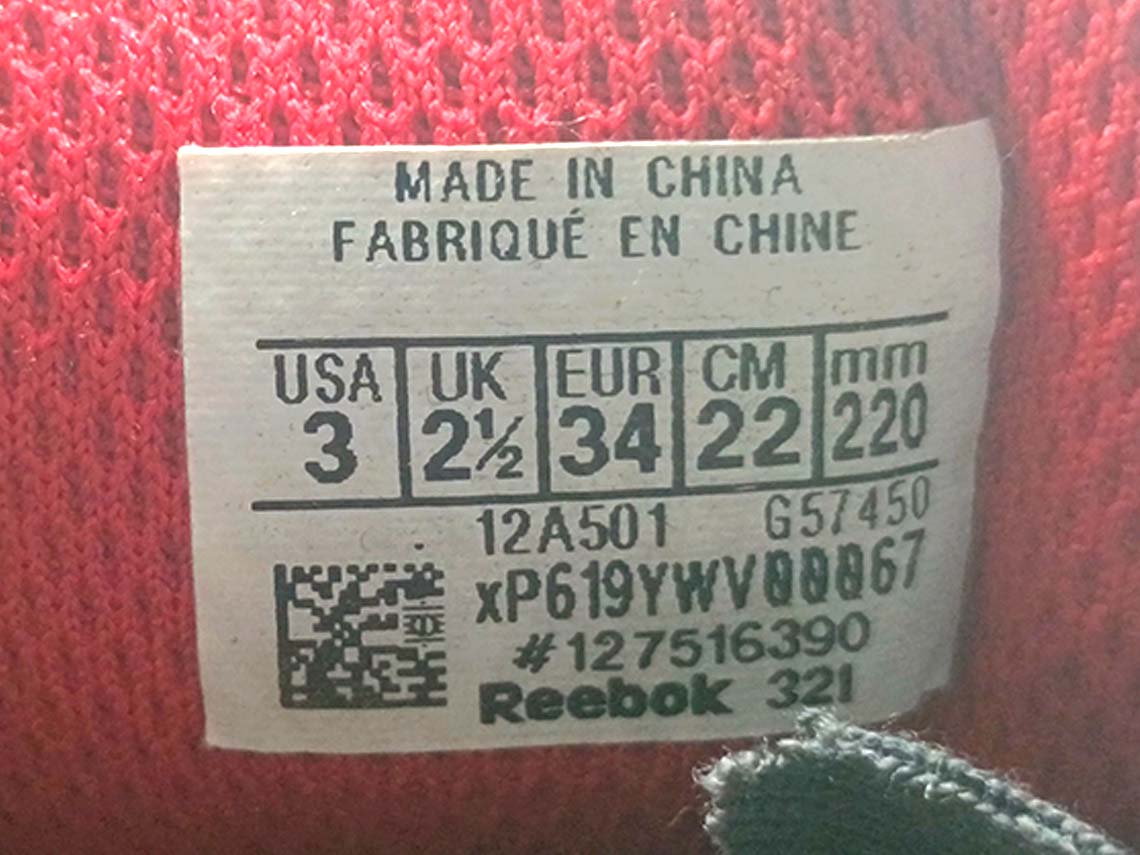 MADE IN CHINA
FABRIQUÉ EN CHINE
USA UK EUR CM mm
3 2½ 34 22 220
12A501 G57450
xP619YWV00067
#127516390
Reebok 321